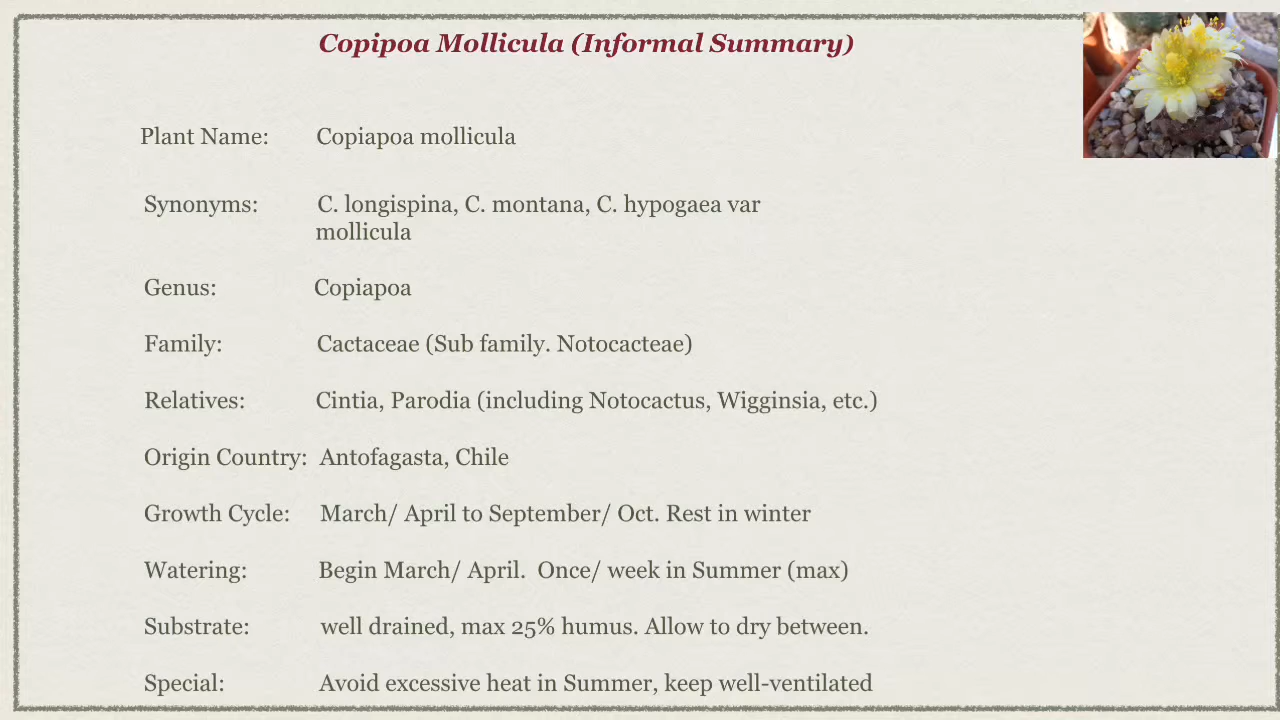 Copipoa Mollicula (Informal Summary)
Plant Name: Copiapoa mollicula
Synonyms: C. longispina, C. montana, C. hypogaea var
mollicula
Genus: Copiapoa
Family: Cactaceae (Sub family. Notocacteae)
Relatives: Cintia, Parodia (including Notocactus, Wigginsia, etc.)
Origin Country: Antofagasta, Chile
Growth Cycle: March/ April to September/ Oct. Rest in winter
Watering: Begin March/ April. Once/ week in Summer (max)
Substrate: well drained, max 25% humus. Allow to dry between.
Special: Avoid excessive heat in Summer, keep well-ventilated